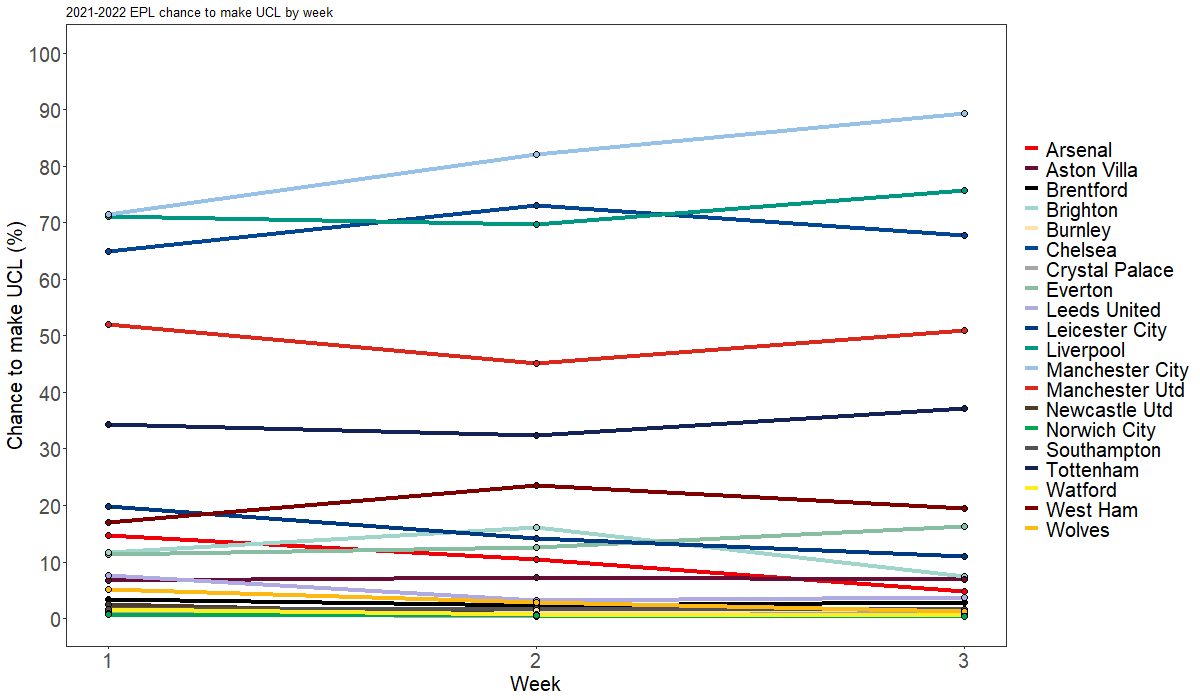 2021-2022 EPL chance to make UCL by week
100
90
80
70
60
50
40
30
20
10
0
Chance to make UCL (%)
1
2
3
Week
Arsenal
Aston Villa
Brentford
Brighton
Burnley
Chelsea
Crystal Palace
Everton
Leeds United
Leicester City
Liverpool
Manchester City
Manchester Utd
Newcastle Utd
Norwich City
Southampton
Tottenham
Watford
West Ham
Wolves